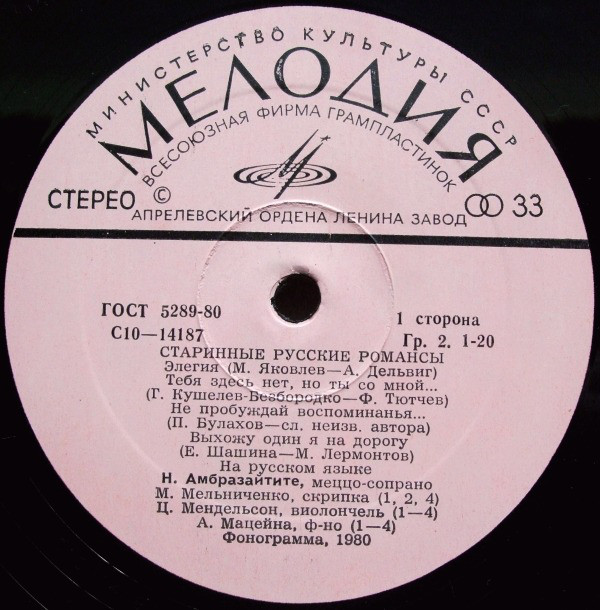 МИНИСТЕРСТВО КУЛЬТУРЫ СССР
МЕЛОДИЯ
ВСЕСОЮЗНАЯ ФИРМА ГРАМПЛАСТИНОК
СТЕРЕО © 33
АПРЕЛЕВСКИЙ ОРДЕНА ЛЕНИНА ЗАВОД
ГОСТ 5289-80 1 сторона
С10—14187 Гр. 2. 1-20
СТАРИННЫЕ РУССКИЕ РОМАНСЫ
Элегия (М. Яковлев—А. Дельвиг)
Тебя здесь нет, но ты со мной...
(Г. Кушелев-Безбородко—Ф. Тютчев)
Не пробуждай воспоминанья...
(П. Булахов—сл. неизв. автора)
Выхожу один я на дорогу
(Е. Шашина—М. Лермонтов)
На русском языке
Н. Амбразайтите, меццо-сопрано
М. Мельниченко, скрипка (1, 2, 4)
Ц. Мендельсон, виолончель (1—4)
А. Мацейна, ф-но (1—4)
Фонограмма, 1980